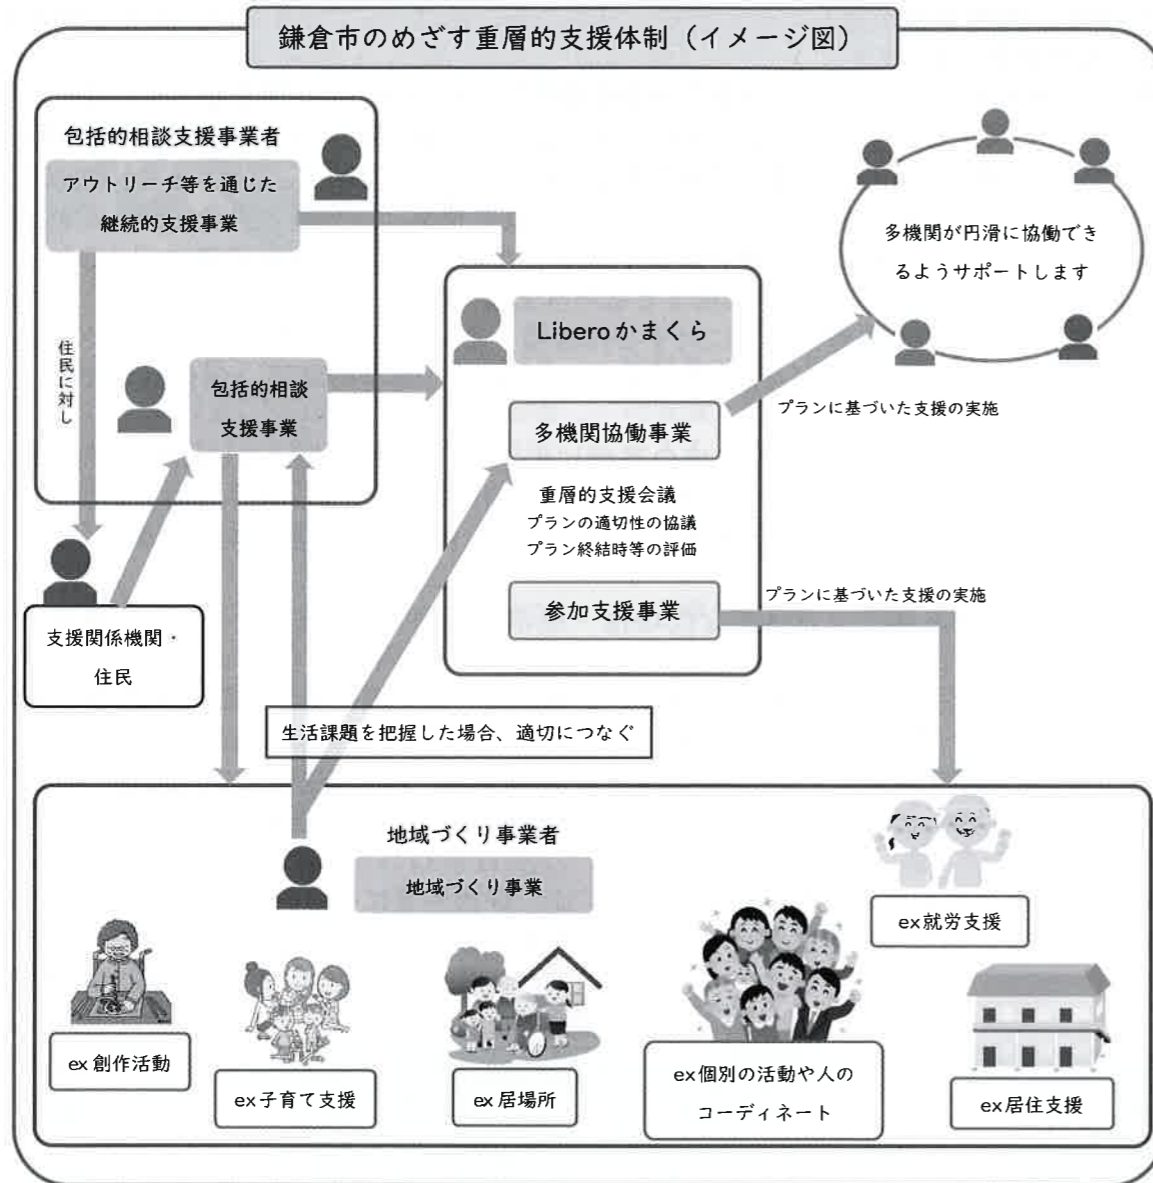 鎌倉市のめざす重層的支援体制（イメージ図）
包括的相談支援事業者
アウトリーチ等を通じた
継続的支援事業
住民に対し
包括的相談
支援事業
支援関係機関・
住民
Liberoかまくら
多機関協働事業
重層的支援会議
プランの適切性の協議
プラン終結時等の評価
参加支援事業
多機関が円滑に協働でき
るようサポートします
プランに基づいた支援の実施
プランに基づいた支援の実施
生活課題を把握した場合、適切につなぐ
地域づくり事業者
地域づくり事業
ex創作活動
ex子育て支援
ex居場所
ex個別の活動や人の
コーディネート
ex就労支援
ex居住支援